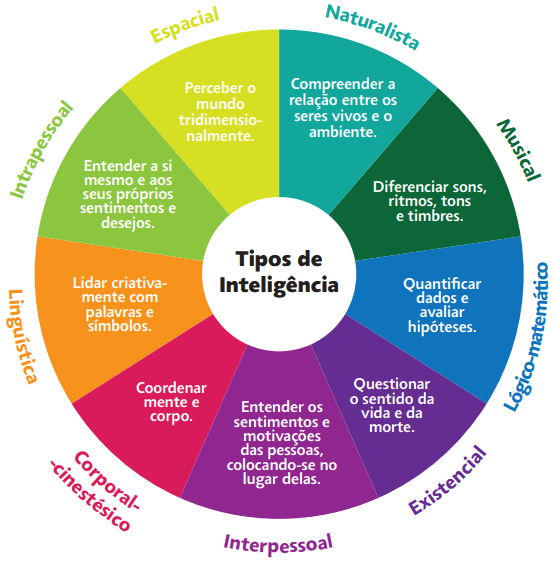 Tipos de
Inteligência
Naturalista
Compreender a
relação entre os
seres vivos e o
ambiente.
Musical
Diferenciar sons,
ritmos, tons
e timbres.
Lógico-matemático
Quantificar
dados e
avaliar
hipóteses.
Existencial
Questionar
o sentido da
vida e da
morte.
Interpessoal
Entender os
sentimentos e
motivações
das pessoas,
colocando-se no
lugar delas.
Corporal-
-cinestésico
Coordenar
mente e
corpo.
Linguística
Lidar criativa-
mente com
palavras e
símbolos.
Intrapessoal
Entender a si
mesmo e aos
seus próprios
sentimentos e
desejos.
Espacial
Perceber o
mundo
tridimensio-
nalmente.